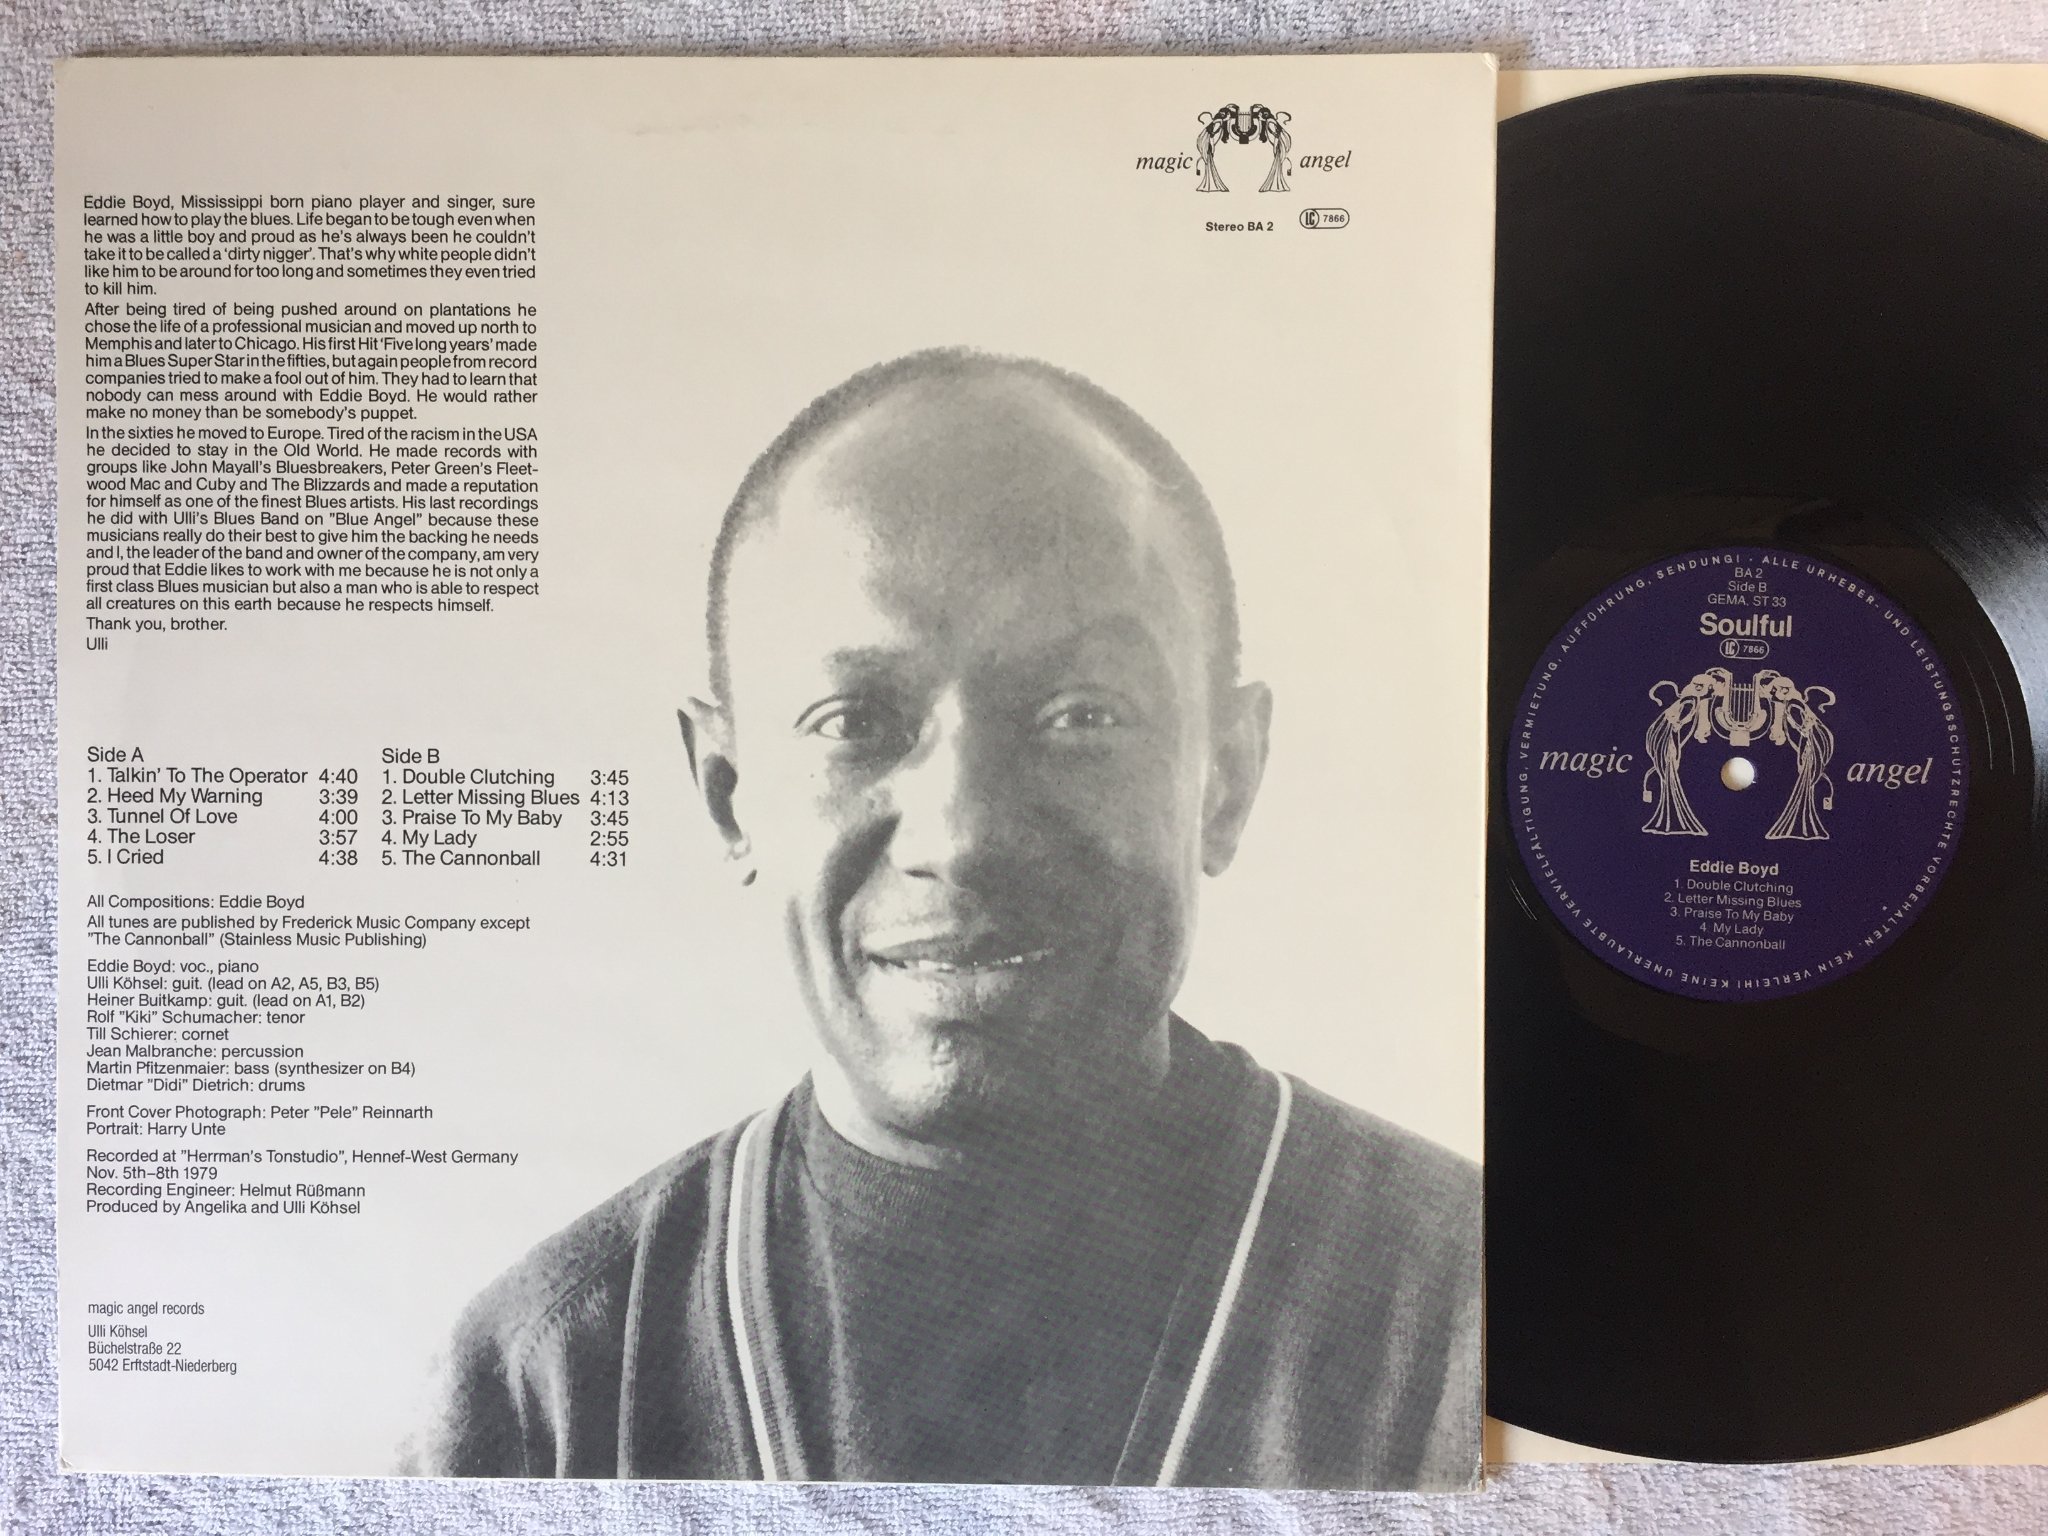 magic angel
Stereo BA 2 LC 7866
Eddie Boyd, Mississippi born piano player and singer, sure
learned how to play the blues. Life began to be tough even when
he was a little boy and proud as he's always been he couldn't
take it to be called a 'dirty nigger'. That's why white people didn't
like him to be around for too long and sometimes they even tried
to kill him.
After being tired of being pushed around on plantations he
chose the life of a professional musician and moved up north to
Memphis and later to Chicago. His first Hit 'Five long years' made
him a Blues Super Star in the fifties, but again people from record
companies tried to make a fool out of him. They had to learn that
nobody can mess around with Eddie Boyd. He would rather
make no money than be somebody's puppet.
In the sixties he moved to Europe. Tired of the racism in the USA
he decided to stay in the Old World. He made records with
groups like John Mayall's Bluesbreakers, Peter Green's Fleet-
wood Mac and Cuby and The Blizzards and made a reputation
for himself as one of the finest Blues artists. His last recordings
he did with Ulli's Blues Band on "Blue Angel" because these
musicians really do their best to give him the backing he needs
and I, the leader of the band and owner of the company, am very
proud that Eddie likes to work with me because he is not only a
first class Blues musician but also a man who is able to respect
all creatures on this earth because he respects himself.
Thank you, brother.
Ulli
Side A
1. Talkin' To The Operator 4:40
2. Heed My Warning 3:39
3. Tunnel Of Love 4:00
4. The Loser 3:57
5. I Cried 4:38
Side B
1. Double Clutching 3:45
2. Letter Missing Blues 4:13
3. Praise To My Baby 3:45
4. My Lady 2:55
5. The Cannonball 4:31
All Compositions: Eddie Boyd
All tunes are published by Frederick Music Company except
"The Cannonball" (Stainless Music Publishing)
Eddie Boyd: voc., piano
Ulli Köhsel: guit. (lead on A2, A5, B3, B5)
Heiner Buitkamp: guit. (lead on A1, B2)
Rolf "Kiki" Schumacher: tenor
Till Schierer: cornet
Jean Malbranche: percussion
Martin Pfitzenmaier: bass (synthesizer on B4)
Dietmar "Didi" Dietrich: drums
Front Cover Photograph: Peter "Pele" Reinnarth
Portrait: Harry Unte
Recorded at "Herrman's Tonstudio", Hennef-West Germany
Nov. 5th–8th 1979
Recording Engineer: Helmut Rüßmann
Produced by Angelika and Ulli Köhsel
magic angel records
Ulli Köhsel
Büchelstraße 22
5042 Erftstadt-Niederberg
ALLE URHEBER- UND LEISTUNGSSCHUTZRECHTE VORBEHALTEN. KEIN VERLEIH! KEINE UNERLAUBTE VERVIELFÄLTIGUNG, VERMIETUNG, AUFFÜHRUNG, SENDUNG! ·
BA 2
Side B
GEMA. ST 33
Soulful
LC 7866
magic angel
Eddie Boyd
1. Double Clutching
2. Letter Missing Blues
3. Praise To My Baby
4. My Lady
5. The Cannonball